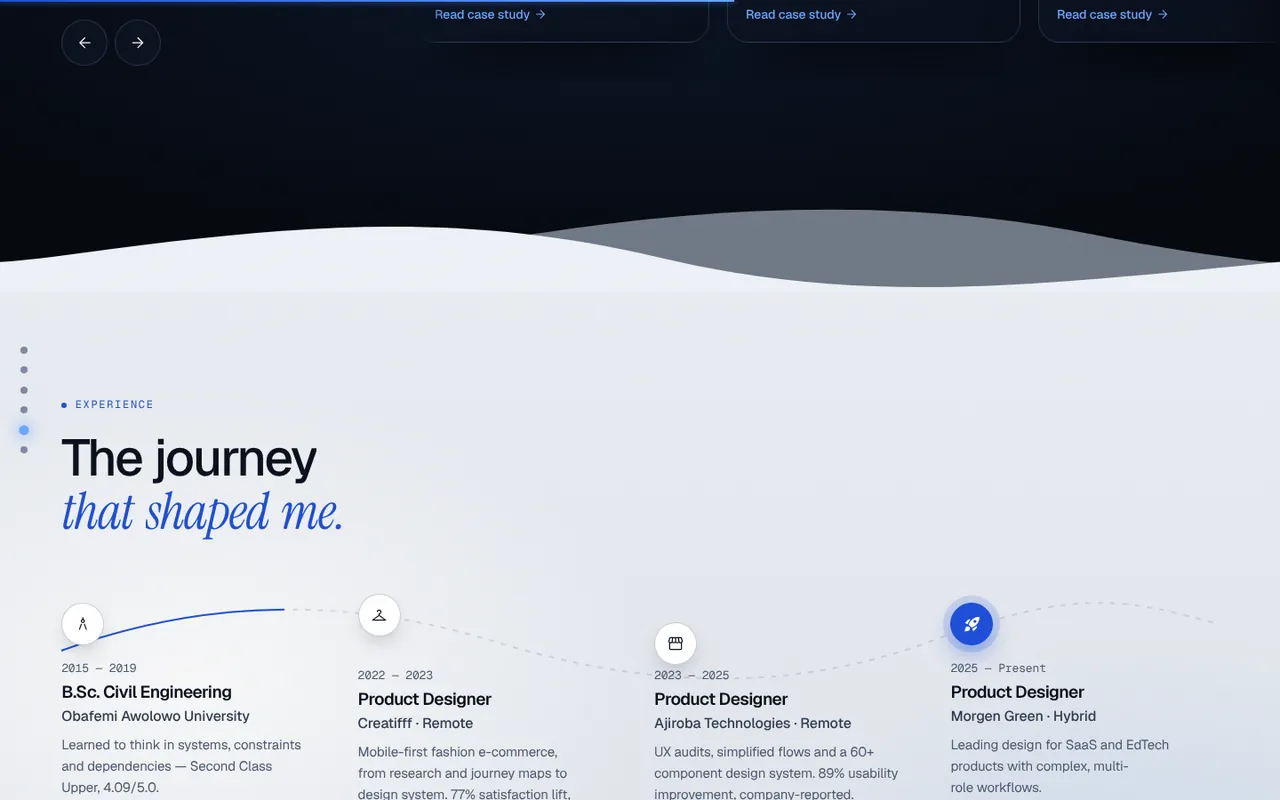 Read case study →
Read case study →
Read case study →
EXPERIENCE
The journey
that shaped me.
2015 — 2019
B.Sc. Civil Engineering
Obafemi Awolowo University
Learned to think in systems, constraints
and dependencies — Second Class
Upper, 4.09/5.0.
2022 — 2023
Product Designer
Creatifff · Remote
Mobile-first fashion e-commerce,
from research and journey maps to
design system. 77% satisfaction lift,
2023 — 2025
Product Designer
Ajiroba Technologies · Remote
UX audits, simplified flows and a 60+
component design system. 89% usability
improvement, company-reported.
2025 — Present
Product Designer
Morgen Green · Hybrid
Leading design for SaaS and EdTech
products with complex, multi-
role workflows.